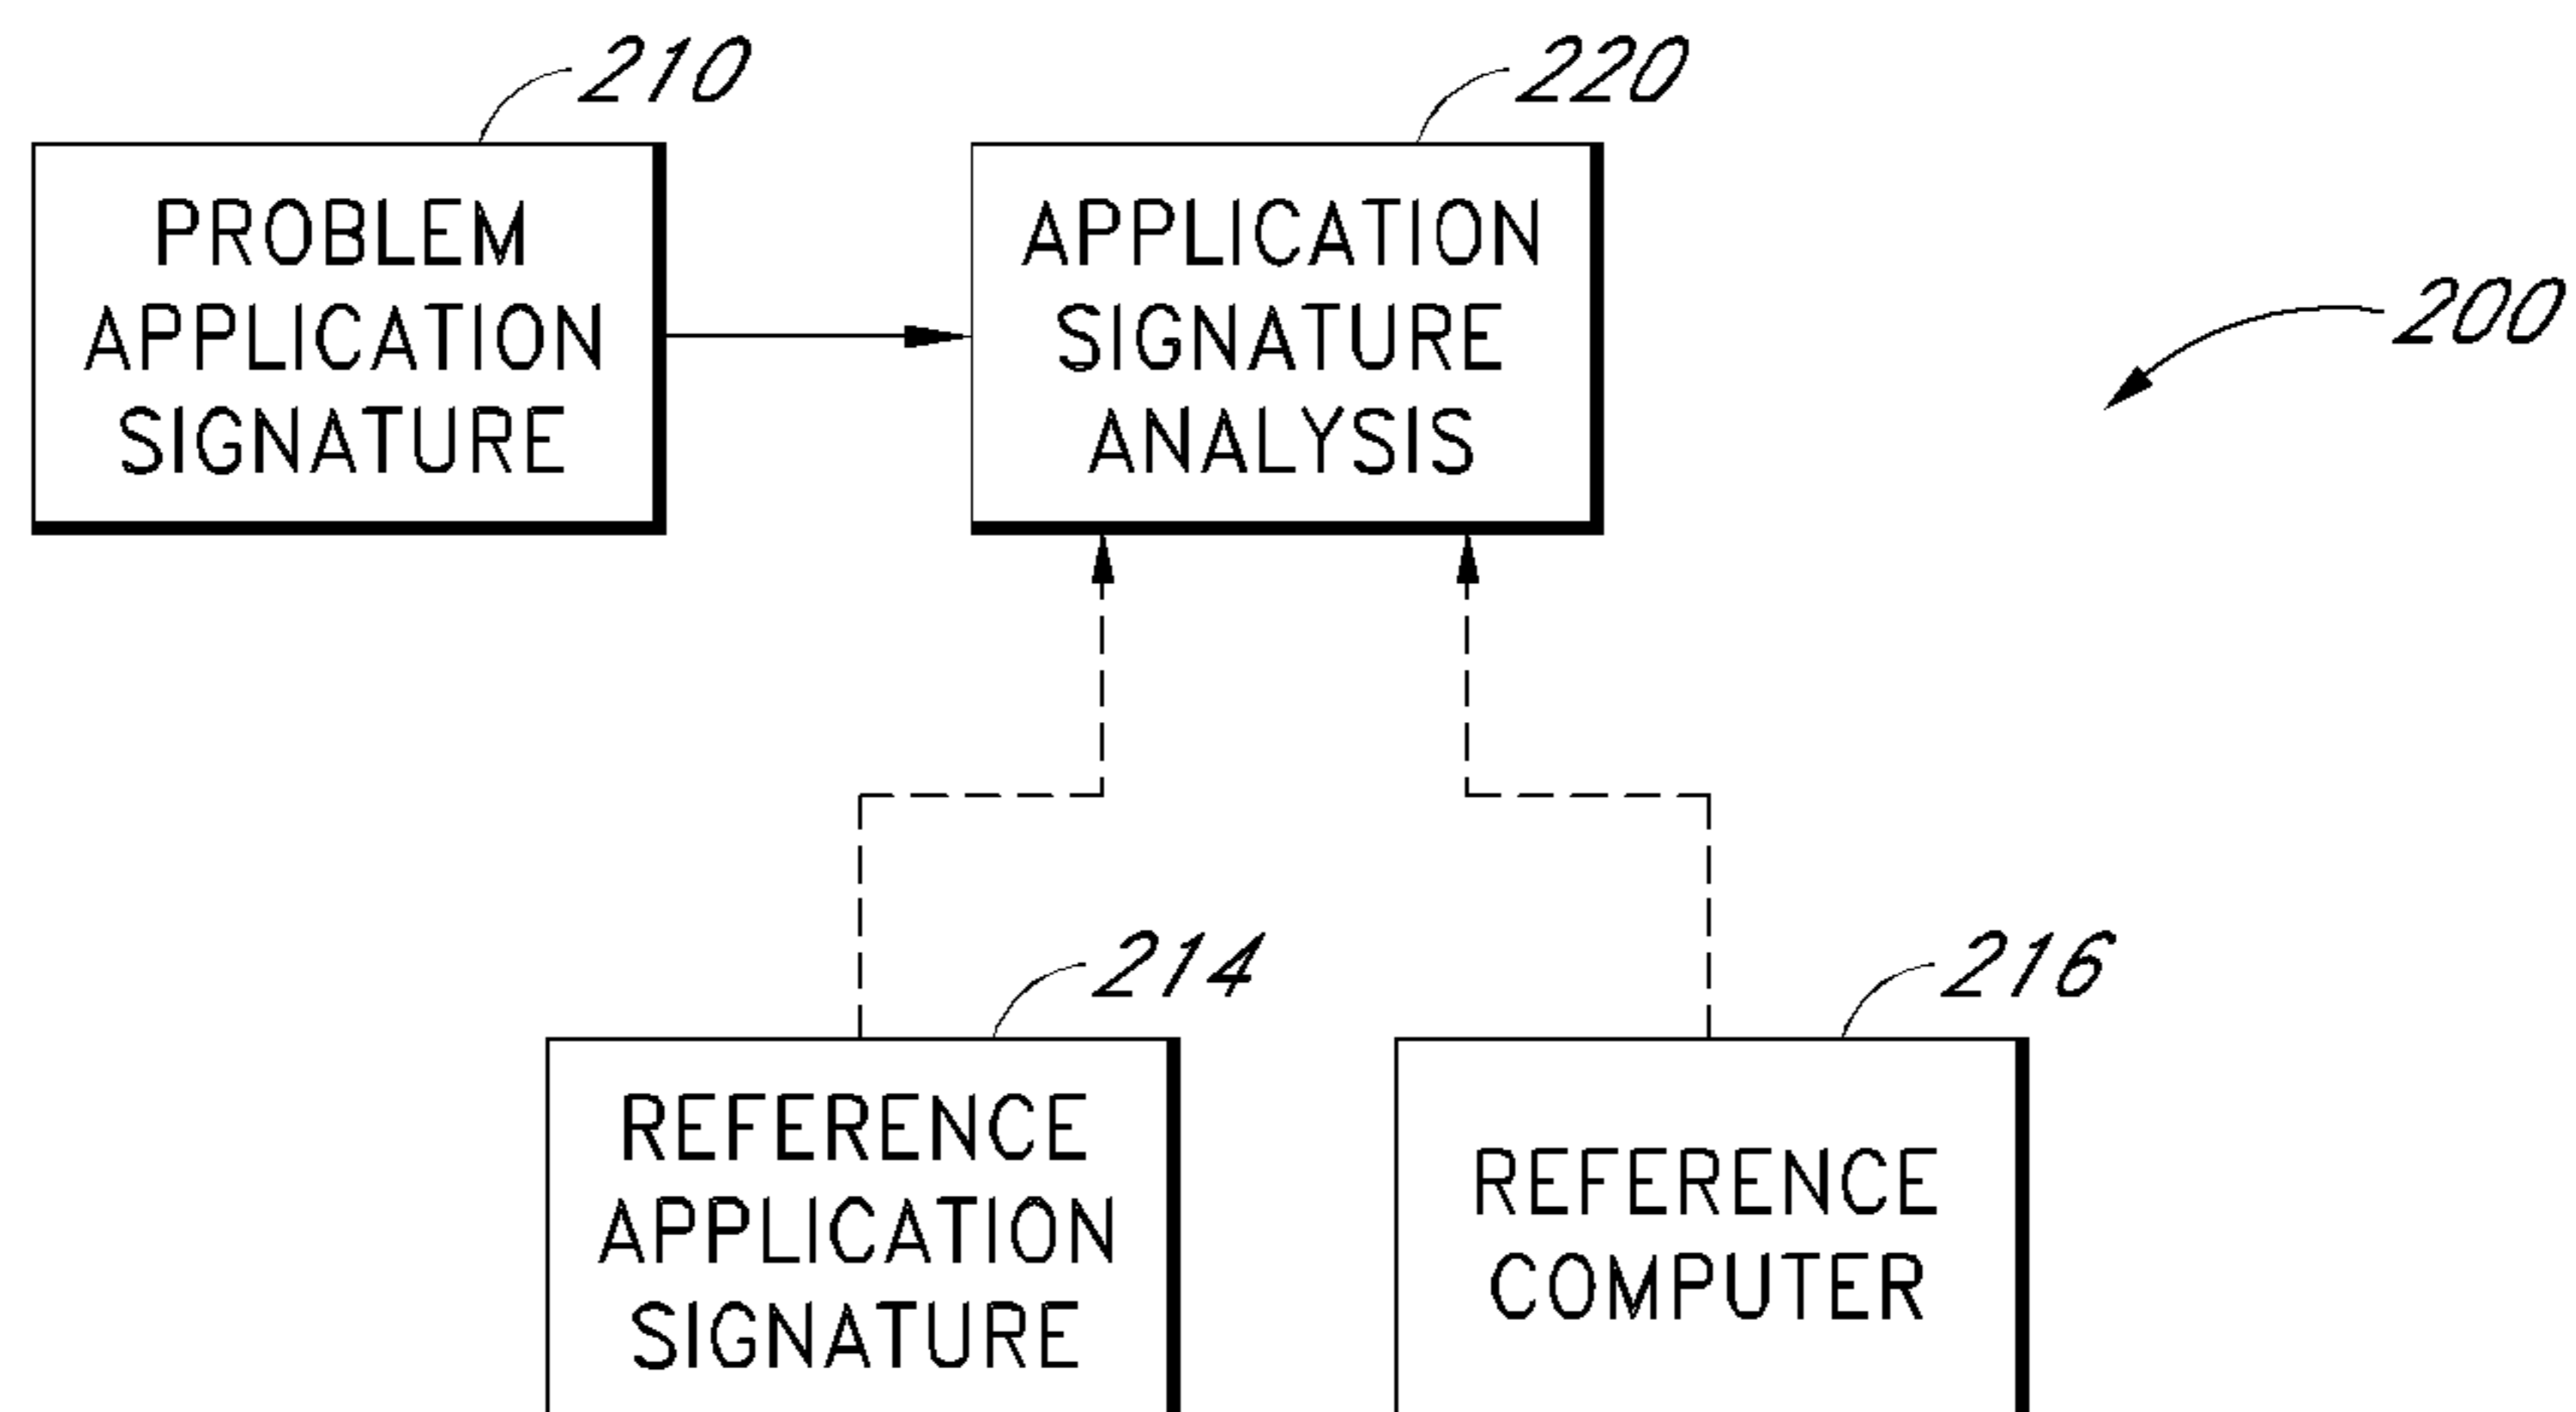 210
PROBLEM
APPLICATION
SIGNATURE
220
APPLICATION
SIGNATURE
ANALYSIS
200
214
REFERENCE
APPLICATION
SIGNATURE
216
REFERENCE
COMPUTER